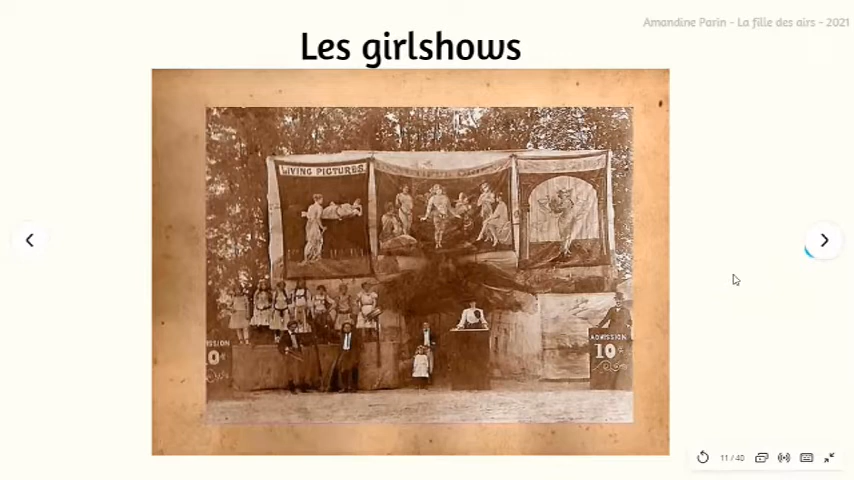 Amandine Parin - La fille des airs - 2021
Les girlshows
LIVING PICTURES
ADMISSION
10¢
11 / 40